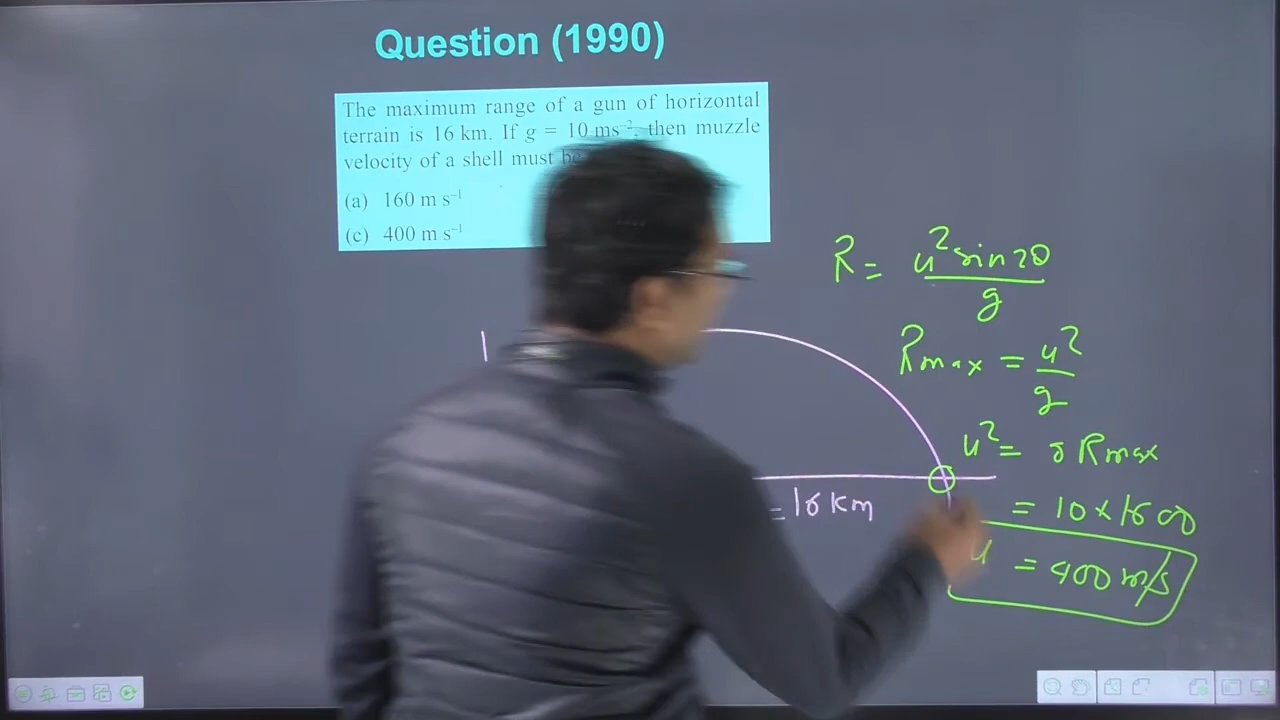 Question (1990)
The maximum range of a gun of horizontal
terrain is 16 km. If g = 10 ms⁻², then muzzle
velocity of a shell must be
(a) 160 m s⁻¹
(c) 400 m s⁻¹
R = u² sin 2θ / g
Rmax = u² / g
u² = g Rmax
= 10 × 1600
u = 400 m/s
= 16 km